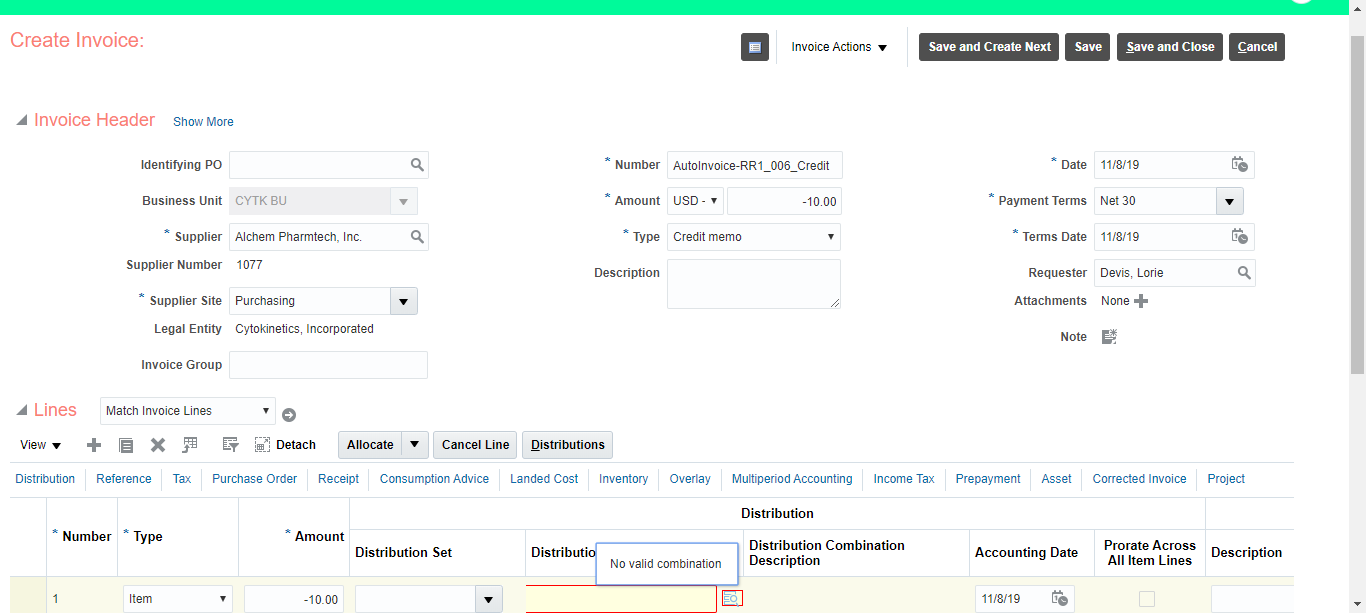 Create Invoice:
Invoice Actions
Save and Create Next
Save
Save and Close
Cancel
Invoice Header
Show More
Identifying PO
* Number AutoInvoice-RR1_006_Credit
* Date 11/8/19
Business Unit CYTK BU
* Amount USD - -10.00
* Payment Terms Net 30
* Supplier Alchem Pharmtech, Inc.
* Type Credit memo
* Terms Date 11/8/19
Supplier Number 1077
Description
Requester Devis, Lorie
* Supplier Site Purchasing
Attachments None
Legal Entity Cytokinetics, Incorporated
Note
Invoice Group
Lines
Match Invoice Lines
View
Detach
Allocate
Cancel Line
Distributions
Distribution Reference Tax Purchase Order Receipt Consumption Advice Landed Cost Inventory Overlay Multiperiod Accounting Income Tax Prepayment Asset Corrected Invoice Project
Distribution
* Number
* Type
* Amount
Distribution Set
Distributio
No valid combination
Distribution Combination
Description
Accounting Date
Prorate Across
All Item Lines
Description
1 Item -10.00 11/8/19